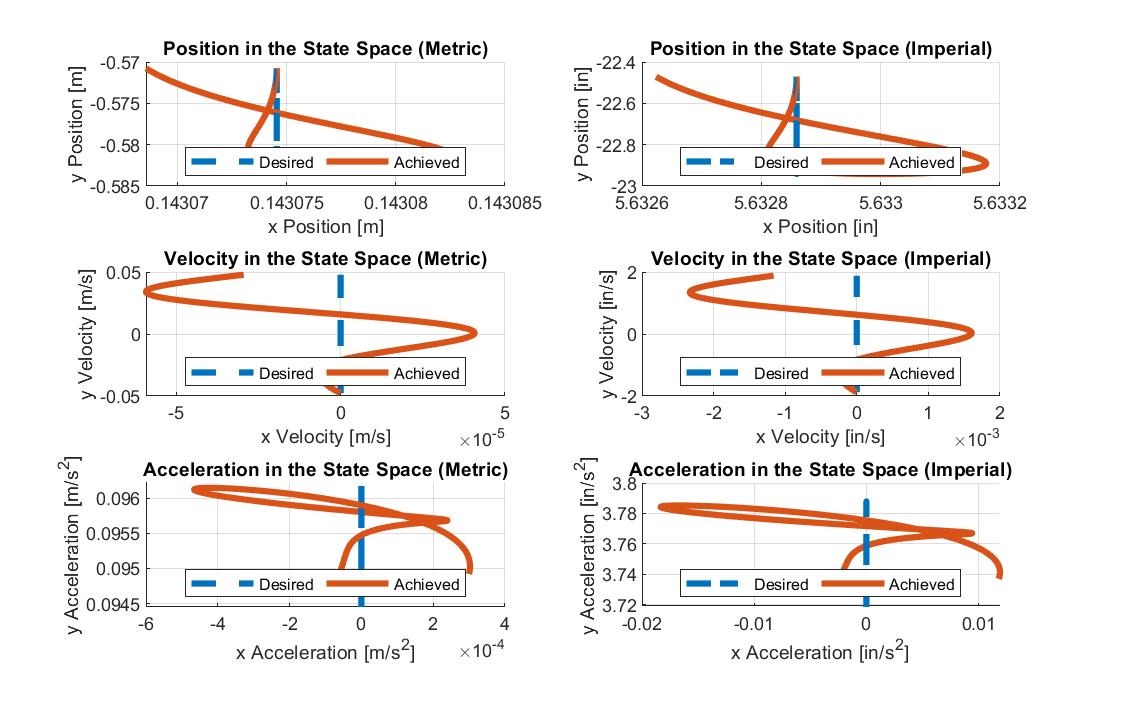 Position in the State Space (Metric)
-0.57
-0.575
-0.58
-0.585
y Position [m]
Desired
Achieved
0.14307
0.143075
0.14308
0.143085
x Position [m]
Position in the State Space (Imperial)
-22.4
-22.6
-22.8
-23
y Position [in]
Desired
Achieved
5.6326
5.6328
5.633
5.6332
x Position [in]
Velocity in the State Space (Metric)
0.05
0
-0.05
y Velocity [m/s]
Desired
Achieved
-5
0
5
x Velocity [m/s]
×10⁻⁵
Velocity in the State Space (Imperial)
2
0
-2
y Velocity [in/s]
Desired
Achieved
-3
-2
-1
0
1
2
x Velocity [in/s]
×10⁻³
Acceleration in the State Space (Metric)
0.096
0.0955
0.095
0.0945
y Acceleration [m/s²]
Desired
Achieved
-6
-4
-2
0
2
4
x Acceleration [m/s²]
×10⁻⁴
Acceleration in the State Space (Imperial)
3.8
3.78
3.76
3.74
3.72
y Acceleration [in/s²]
Desired
Achieved
-0.02
-0.01
0
0.01
x Acceleration [in/s²]